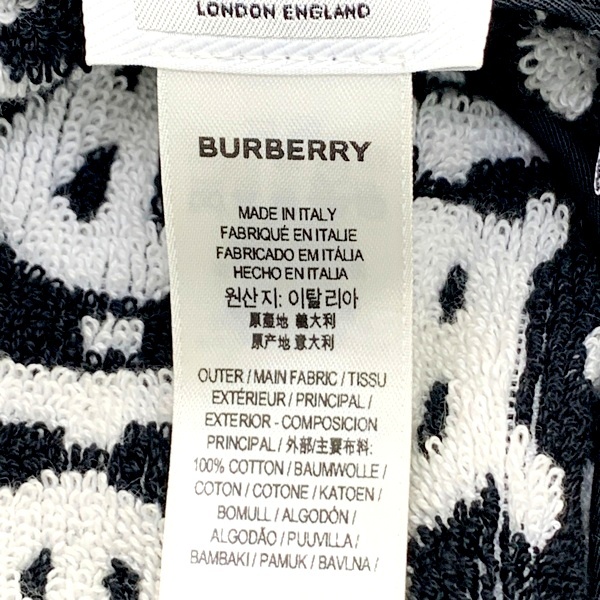 LONDON ENGLAND
BURBERRY
MADE IN ITALY
FABRIQUÉ EN ITALIE
FABRICADO EM ITÁLIA
HECHO EN ITALIA
원산지: 이탈리아
原產地 義大利
原产地 意大利
OUTER / MAIN FABRIC / TISSU
EXTÉRIEUR / PRINCIPAL /
EXTERIOR - COMPOSICION
PRINCIPAL / 外部/主要布料:
100% COTTON / BAUMWOLLE /
COTON / COTONE / KATOEN /
BOMULL / ALGODÓN /
ALGODÃO / PUUVILLA /
BAMBAKI / PAMUK / BAVLNA /